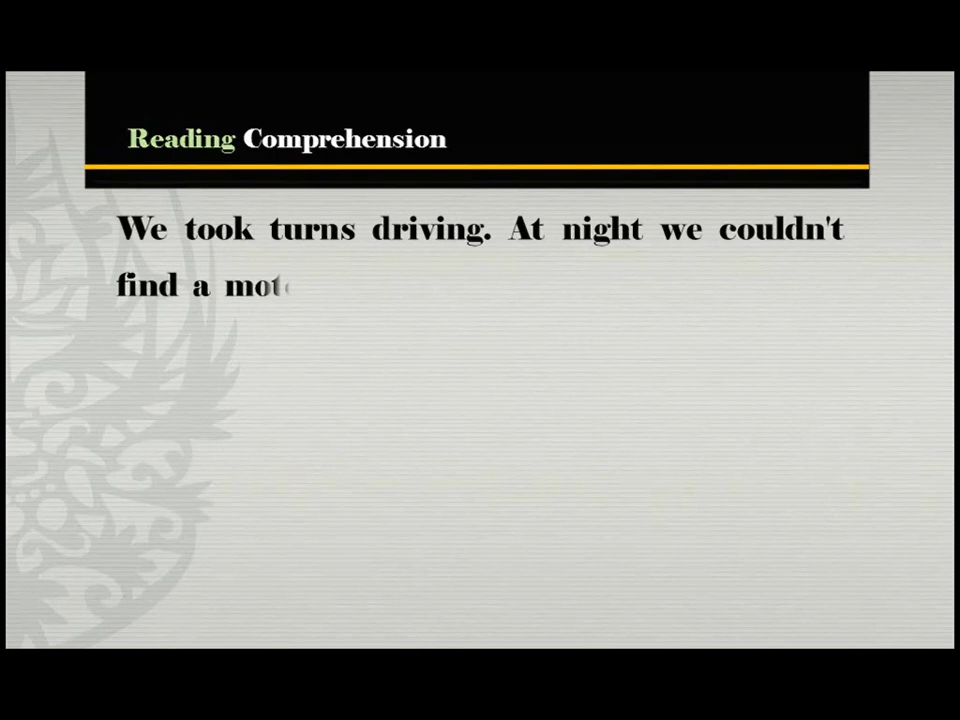 Reading Comprehension
We took turns driving. At night we couldn't
find a mot